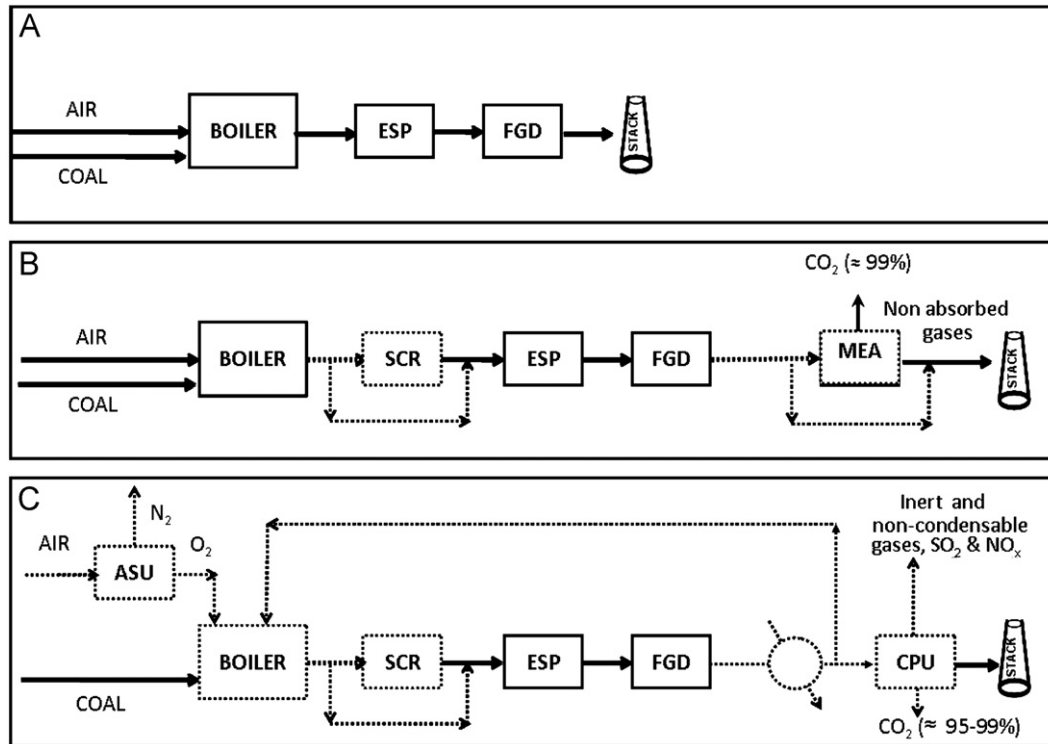 A
AIR
COAL
BOILER
ESP
FGD
STACK
B
AIR
COAL
BOILER
SCR
ESP
FGD
CO₂ (≈ 99%)
MEA
Non absorbed
gases
STACK
C
AIR
N₂
O₂
ASU
COAL
BOILER
SCR
ESP
FGD
Inert and
non-condensable
gases, SO₂ & NOₓ
CPU
STACK
CO₂ (≈ 95-99%)